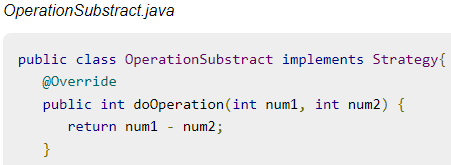 OperationSubstract.java
public class OperationSubstract implements Strategy{
   @Override
   public int doOperation(int num1, int num2) {
      return num1 - num2;
   }